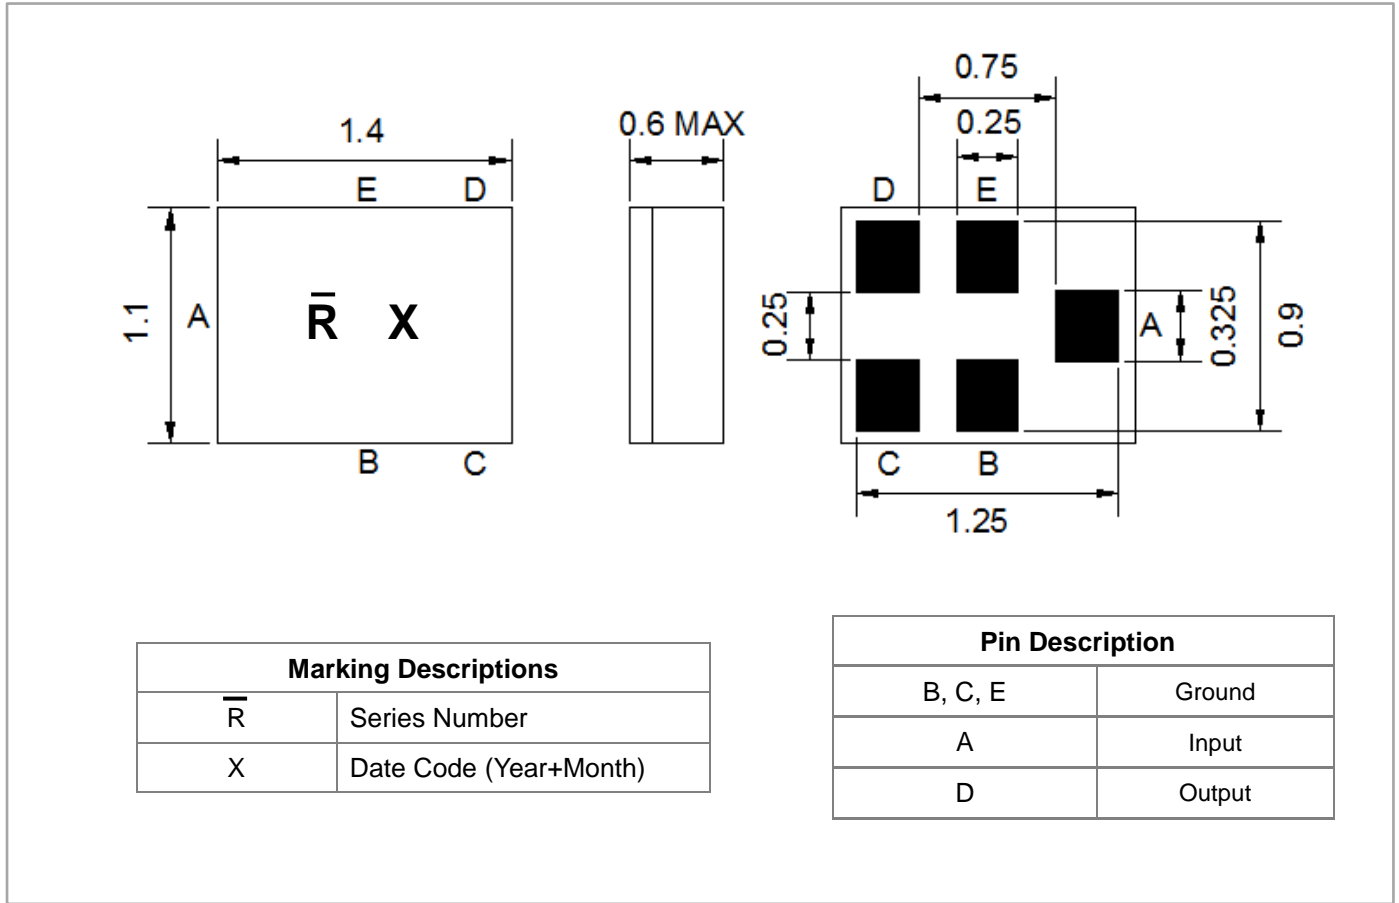 0.75
1.4
0.6 MAX
0.25
E D
D E
1.1
A
R̅ X
0.25
A
0.325
0.9
B C
C B
1.25
Marking Descriptions
R̅ Series Number
X Date Code (Year+Month)
Pin Description
B, C, E Ground
A Input
D Output